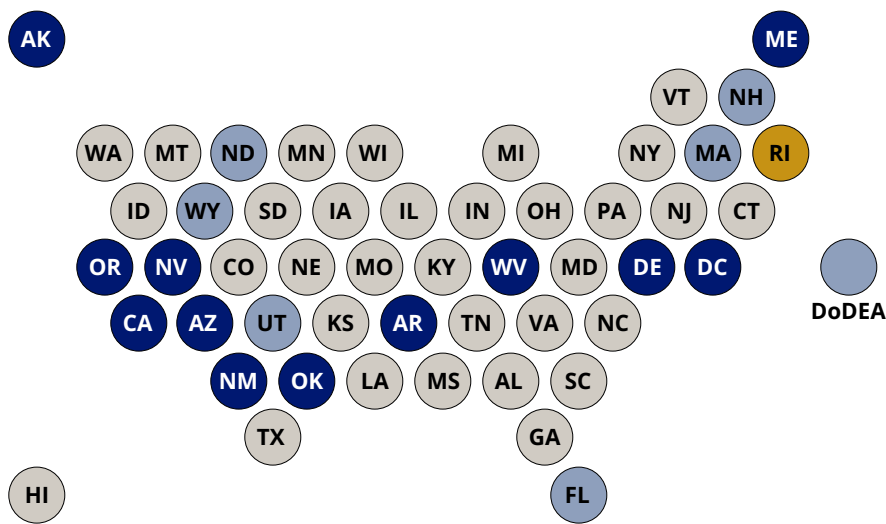 AK ME
VT NH
WA MT ND MN WI MI NY MA RI
ID WY SD IA IL IN OH PA NJ CT
OR NV CO NE MO KY WV MD DE DC
DoDEA
CA AZ UT KS AR TN VA NC
NM OK LA MS AL SC
TX GA
HI FL